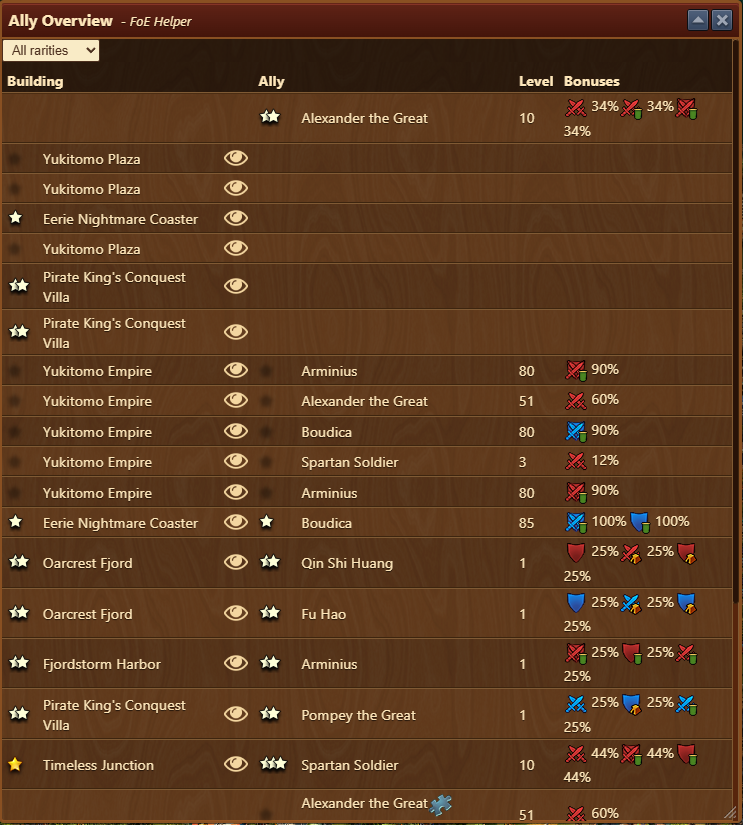 Ally Overview - FoE Helper
All rarities
Building Ally Level Bonuses
Alexander the Great 10 34% 34%
34%
Yukitomo Plaza
Yukitomo Plaza
Eerie Nightmare Coaster
Yukitomo Plaza
Pirate King's Conquest
Villa
Pirate King's Conquest
Villa
Yukitomo Empire Arminius 80 90%
Yukitomo Empire Alexander the Great 51 60%
Yukitomo Empire Boudica 80 90%
Yukitomo Empire Spartan Soldier 3 12%
Yukitomo Empire Arminius 80 90%
Eerie Nightmare Coaster Boudica 85 100% 100%
Oarcrest Fjord Qin Shi Huang 1 25% 25%
25%
Oarcrest Fjord Fu Hao 1 25% 25%
25%
Fjordstorm Harbor Arminius 1 25% 25%
25%
Pirate King's Conquest
Villa Pompey the Great 1 25% 25%
25%
Timeless Junction Spartan Soldier 10 44% 44%
44%
Alexander the Great
51 60%